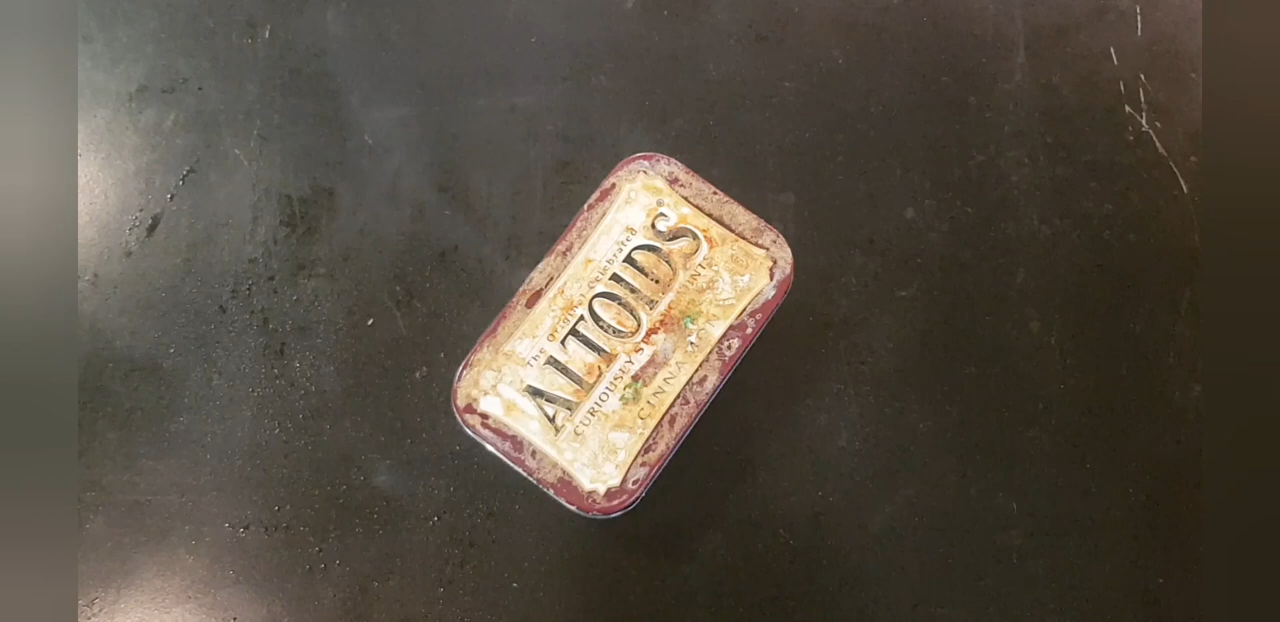 The Original Celebrated
ALTOIDS®
CURIOUSLY STRONG MINTS
CINNAMON